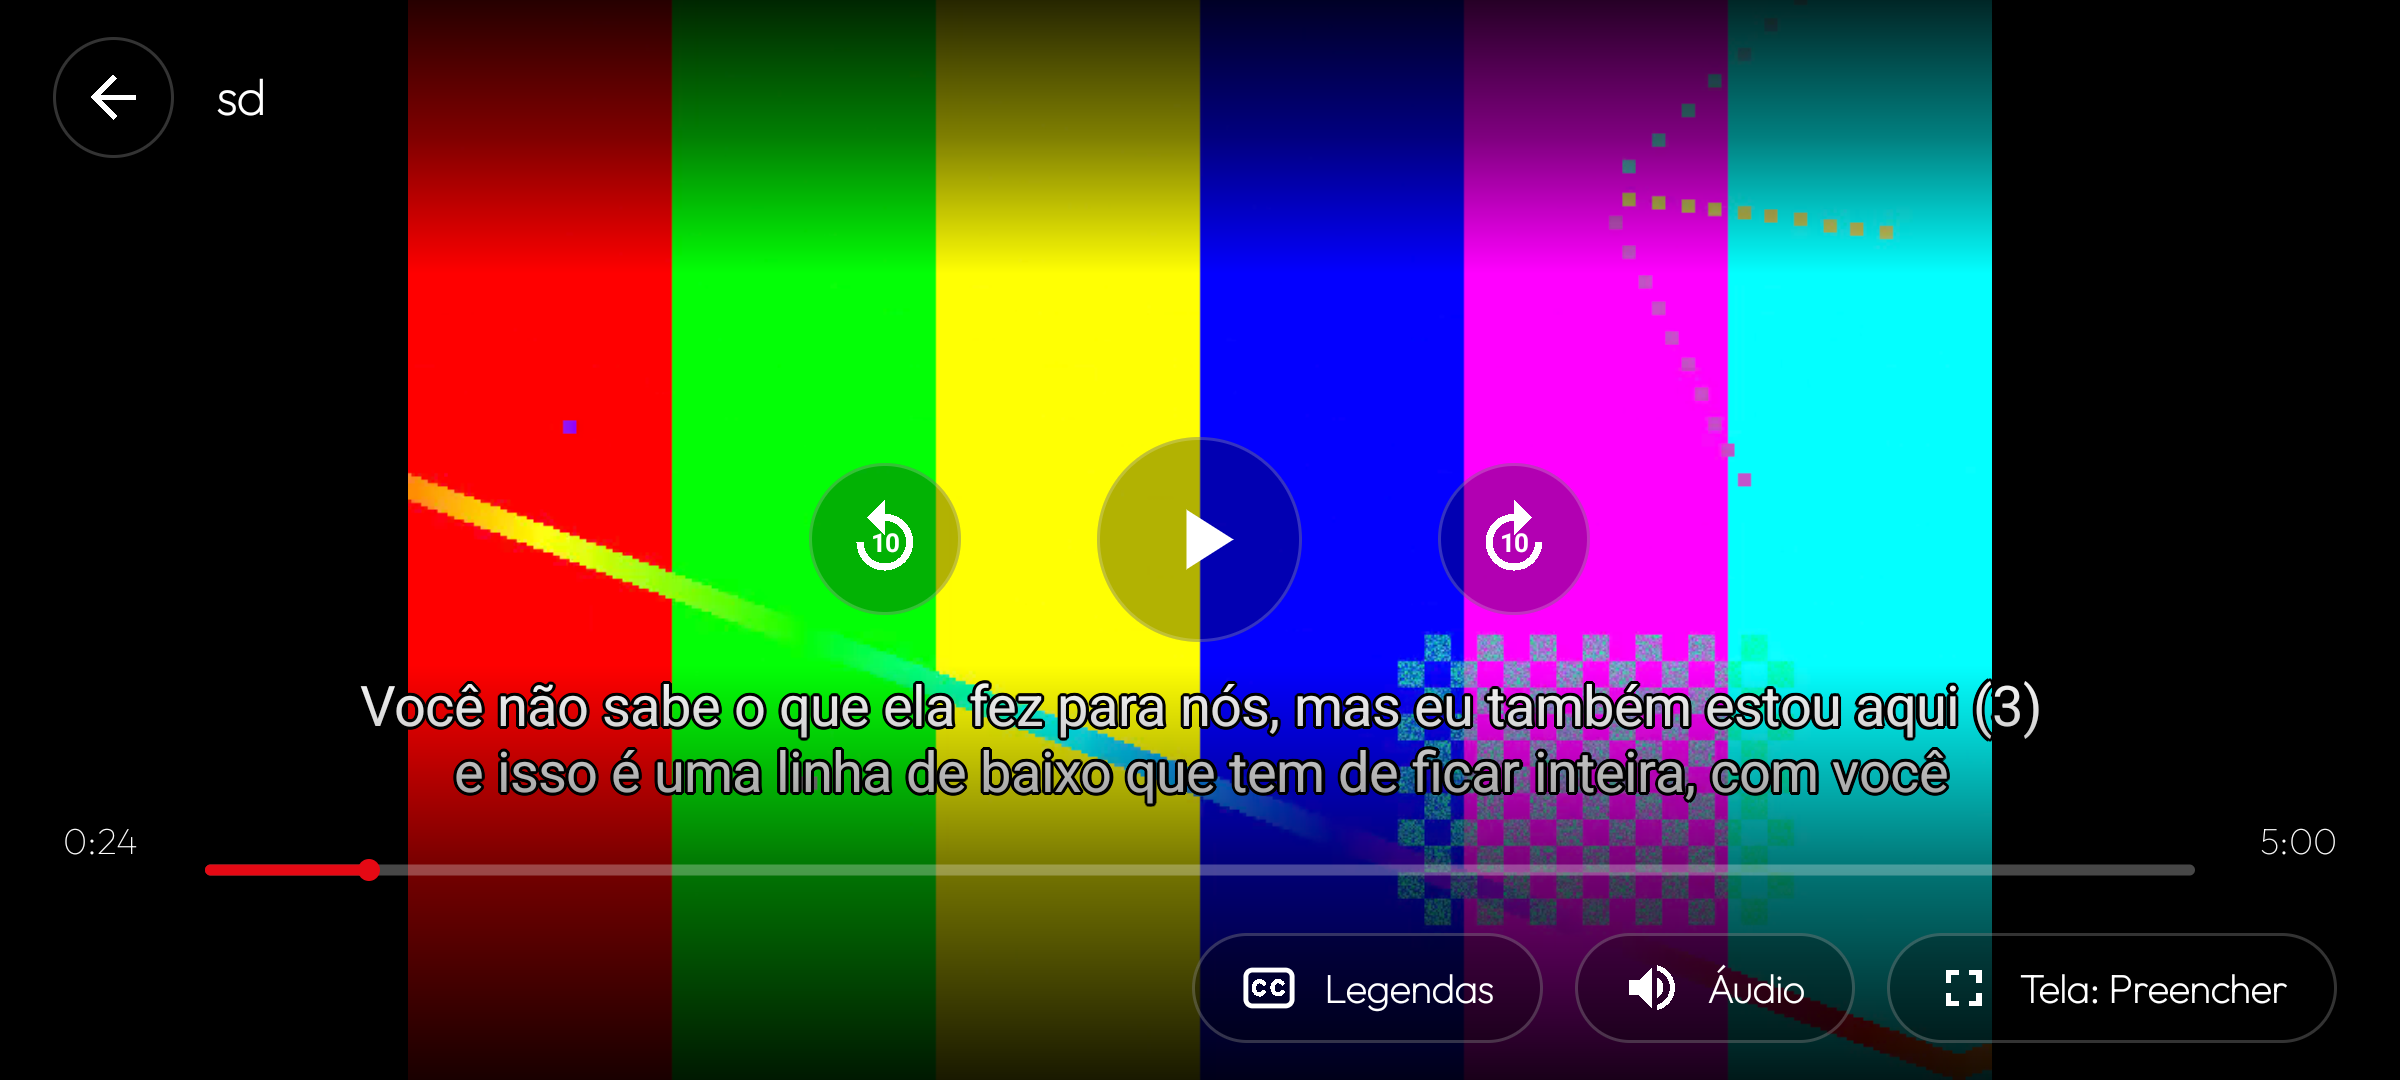 sd
10
10
Você não sabe o que ela fez para nós, mas eu também estou aqui (3)
e isso é uma linha de baixo que tem de ficar inteira, com você
0:24
5:00
CC Legendas
Áudio
Tela: Preencher